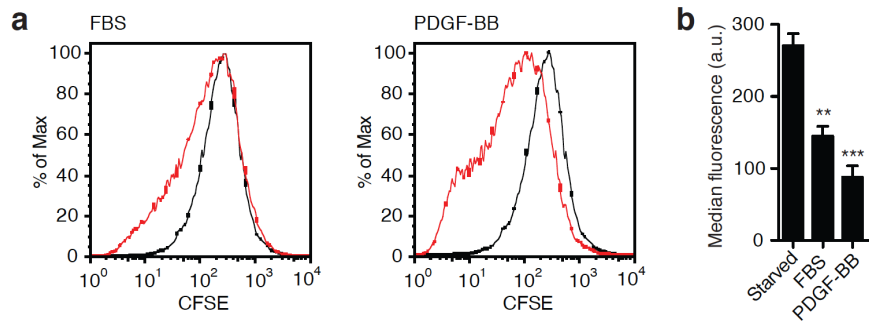 a
FBS
% of Max
100
80
60
40
20
0
10^0 10^1 10^2 10^3 10^4
CFSE
PDGF-BB
% of Max
100
80
60
40
20
0
10^0 10^1 10^2 10^3 10^4
CFSE
b
Median fluorescence (a.u.)
300
200
100
0
**
***
Starved
FBS
PDGF-BB